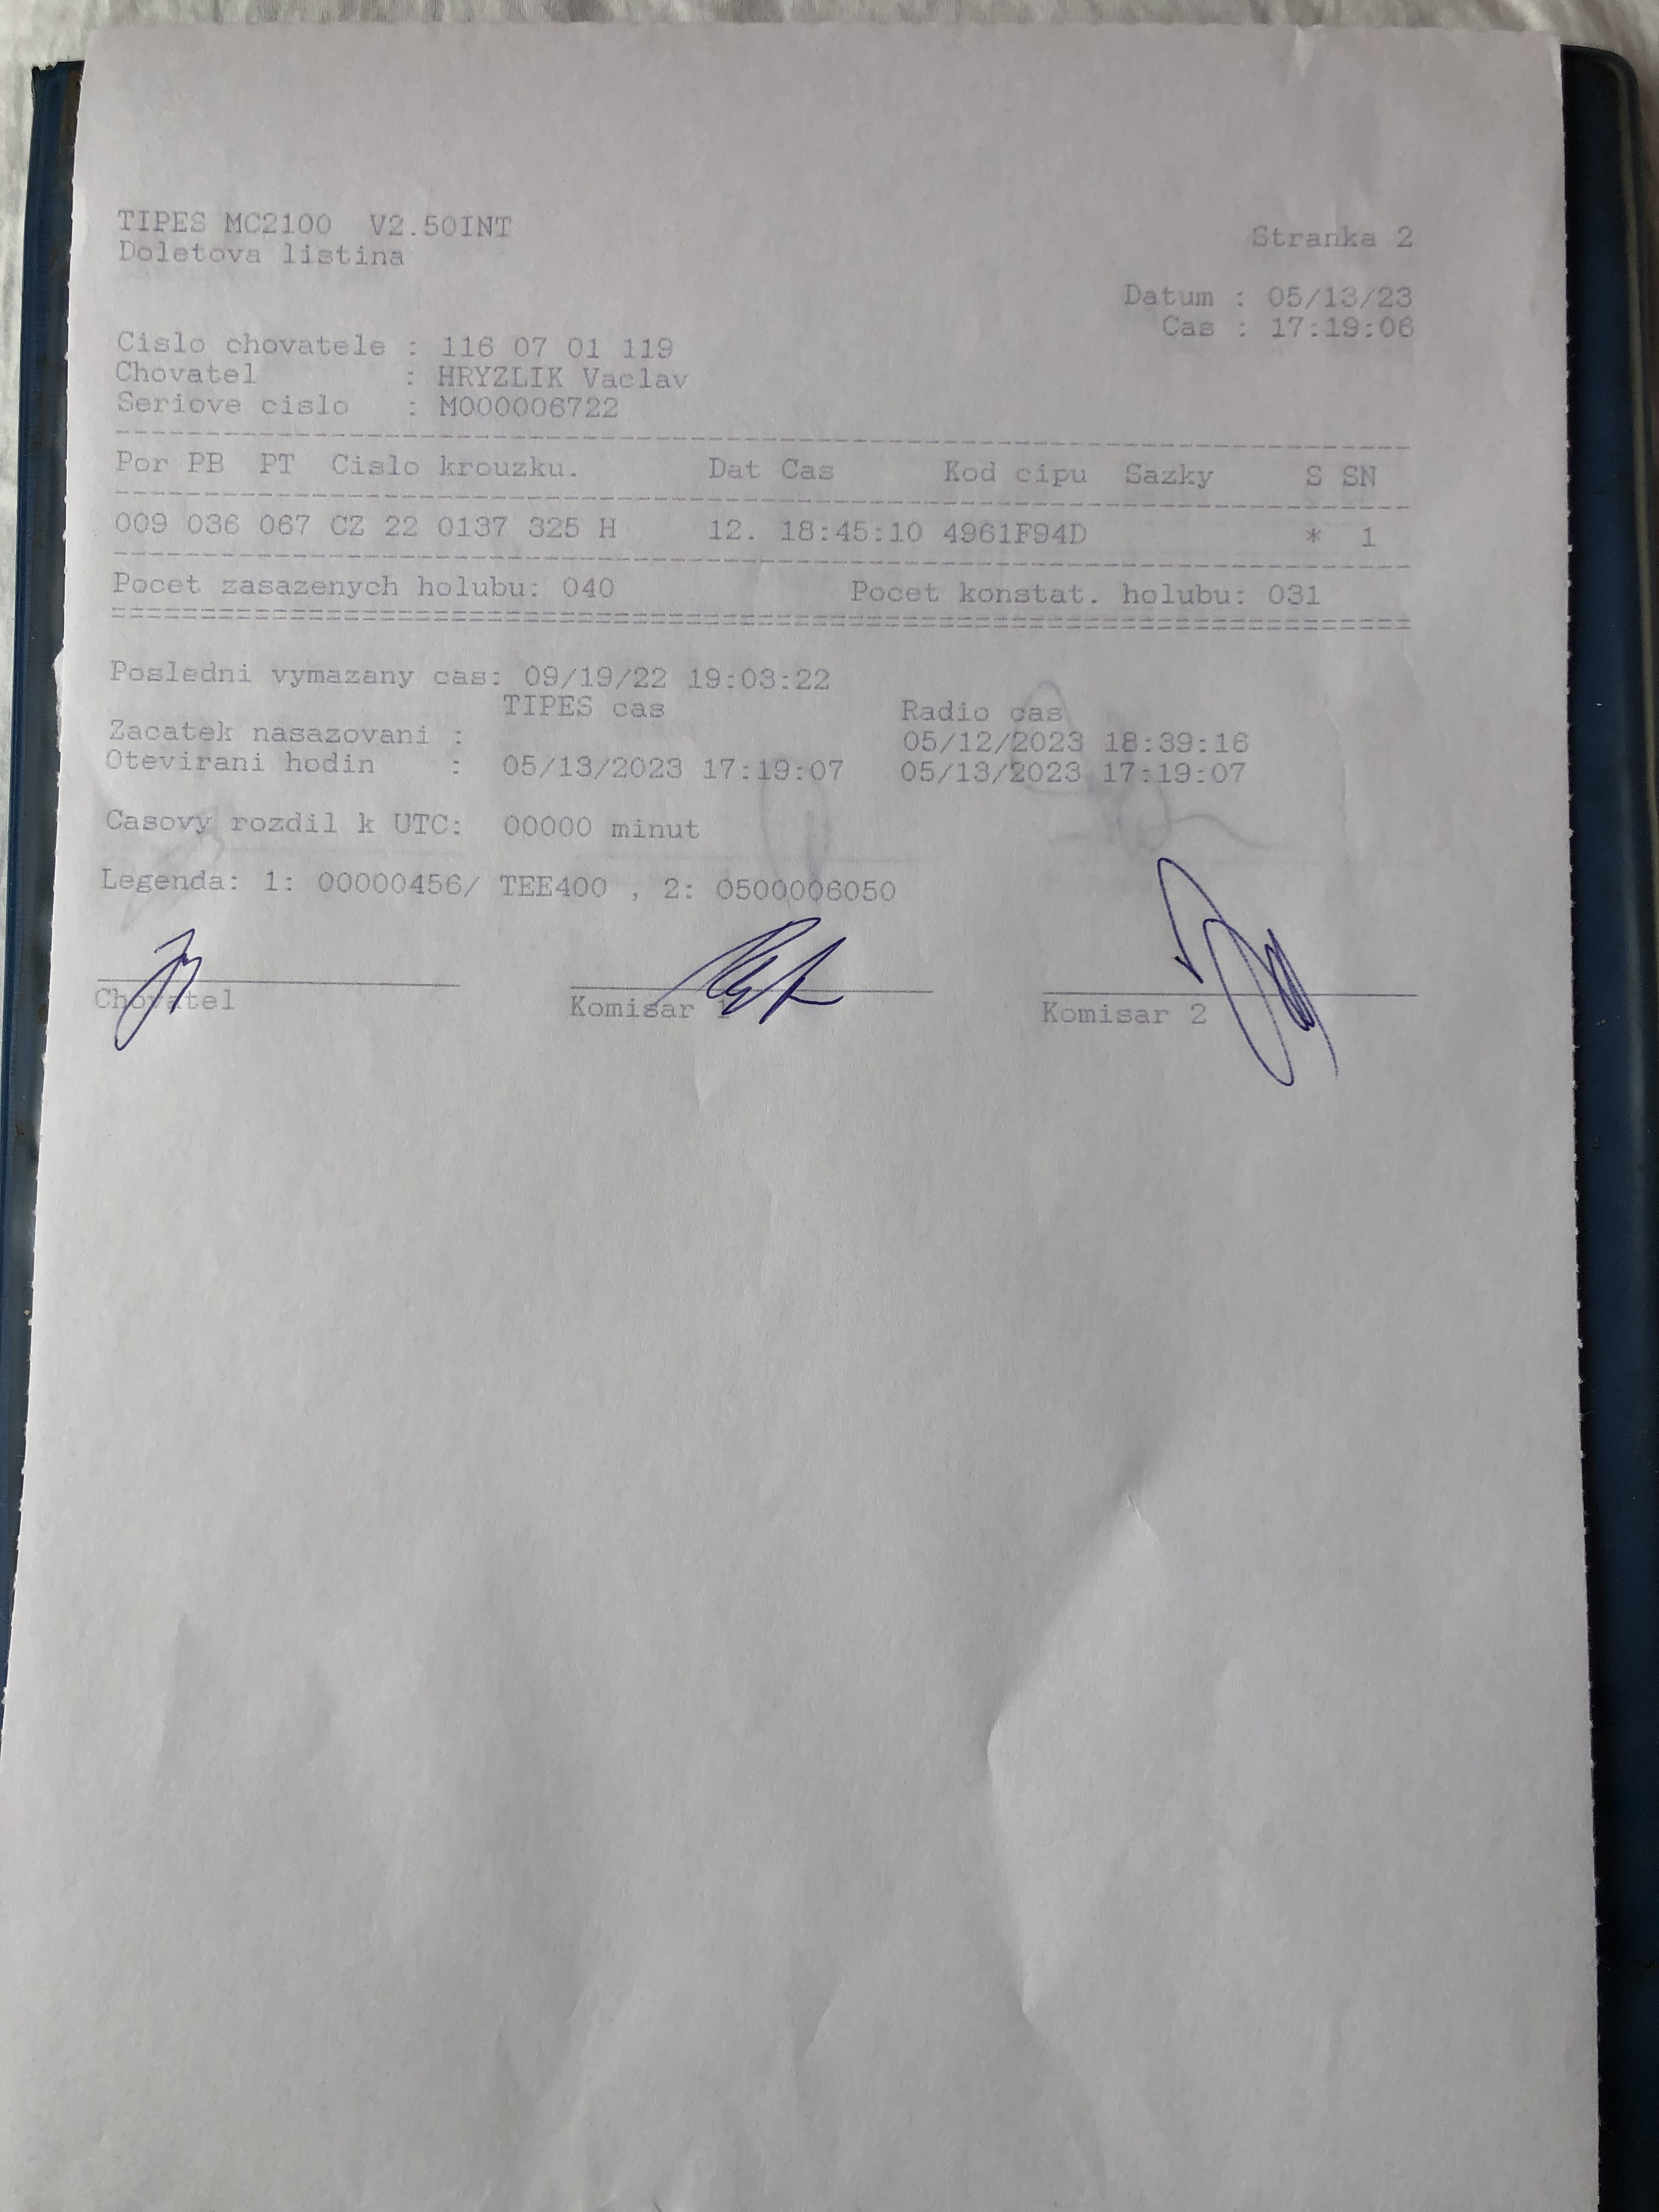 TIPES MC2100  V2.50INT
Stranka 2
Doletova listina
Datum : 05/13/23
Cas : 17:19:06
Cislo chovatele : 116 07 01 119
Chovatel        : HRYZLIK Vaclav
Seriove cislo   : M000006722
Por PB  PT  Cislo krouzku.       Dat Cas      Kod cipu  Sazky     S SN
009 036 067 CZ 22 0137 325 H     12. 18:45:10 4961F94D            *  1
Pocet zasazenych holubu: 040             Pocet konstat. holubu: 031
Posledni vymazany cas: 09/19/22 19:03:22
TIPES cas             Radio cas
Zacatek nasazovani :                         05/12/2023 18:39:16
Otevirani hodin    :  05/13/2023 17:19:07   05/13/2023 17:19:07
Casovy rozdil k UTC:  00000 minut
Legenda: 1: 00000456/ TEE400 , 2: 0500006050
Chovatel                  Komisar 1                 Komisar 2